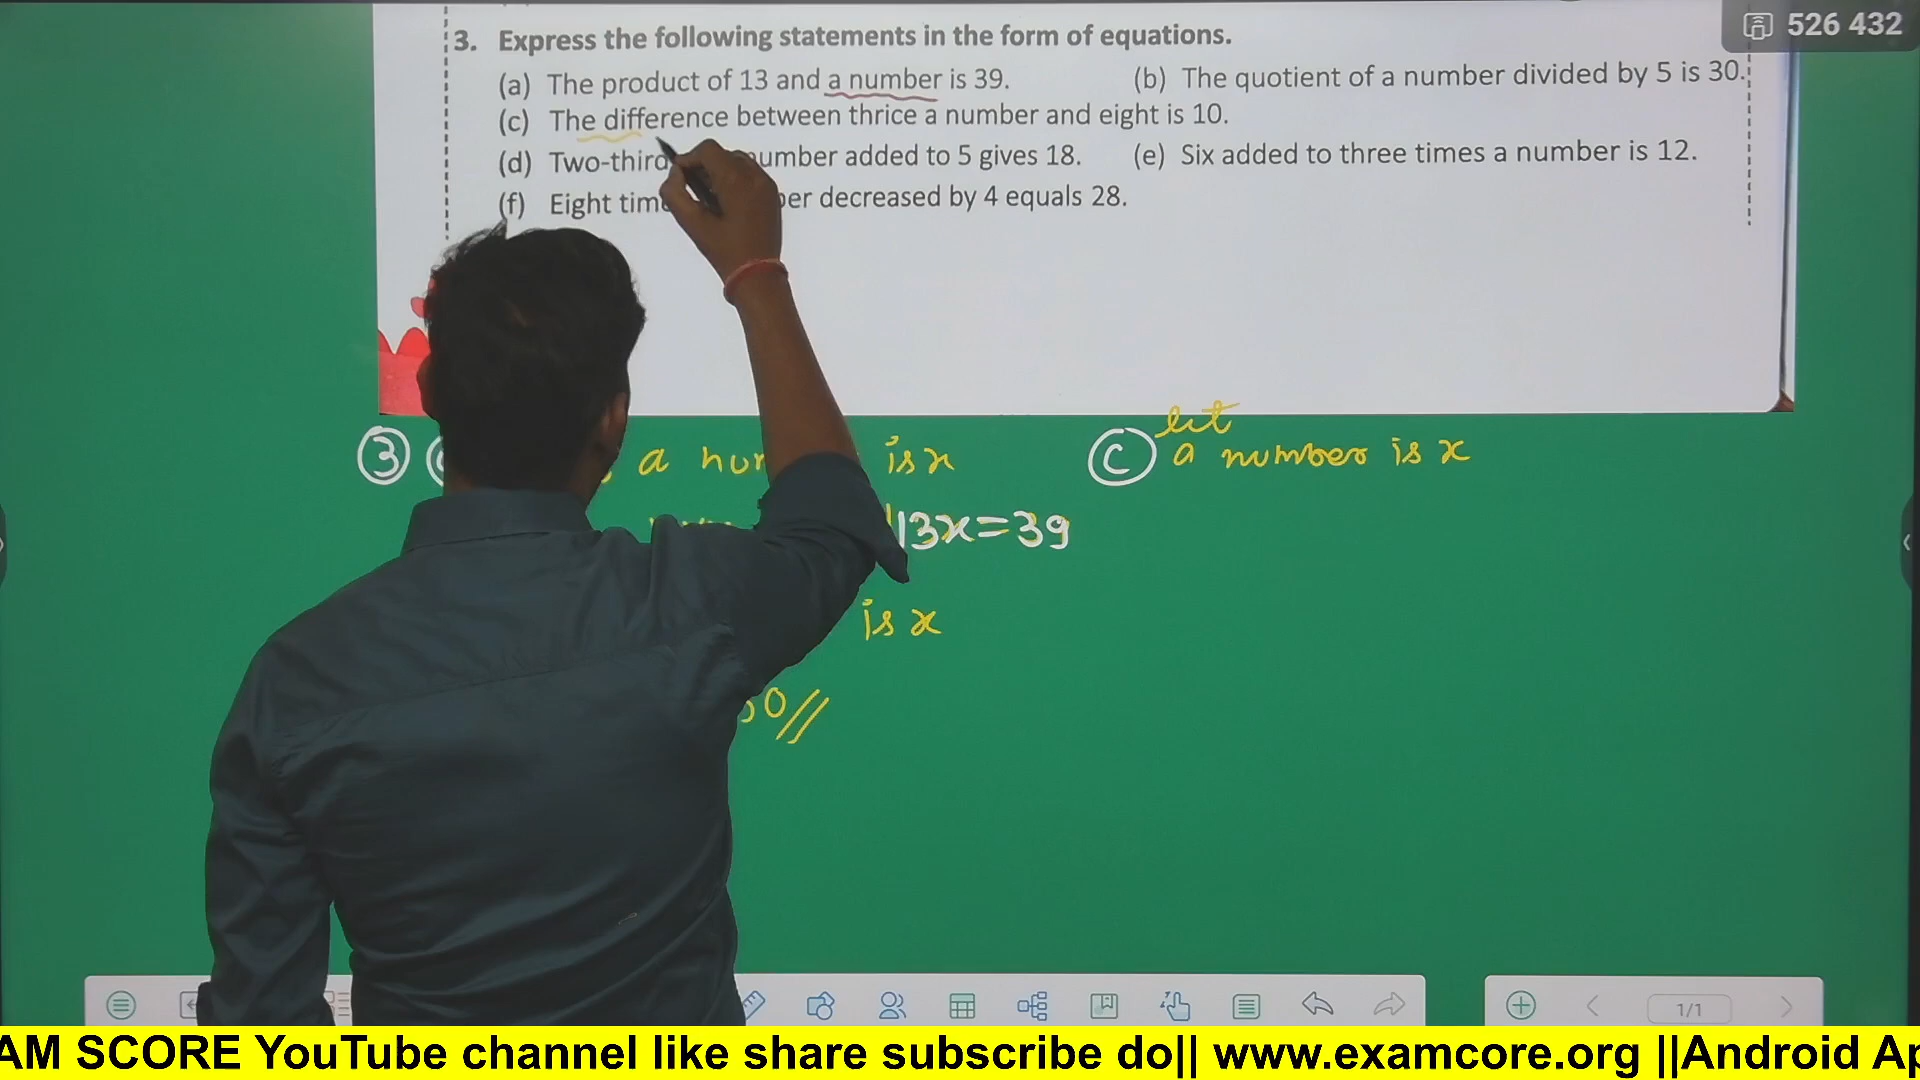 526 432
3. Express the following statements in the form of equations.
(a) The product of 13 and a number is 39. (b) The quotient of a number divided by 5 is 30.
(c) The difference between thrice a number and eight is 10.
(d) Two-third number added to 5 gives 18. (e) Six added to three times a number is 12.
(f) Eight decreased by 4 equals 28.
3 a is x
13x=39
is x
0//
let
C a number is x
1/1
AM SCORE YouTube channel like share subscribe do|| www.examcore.org ||Android Ap